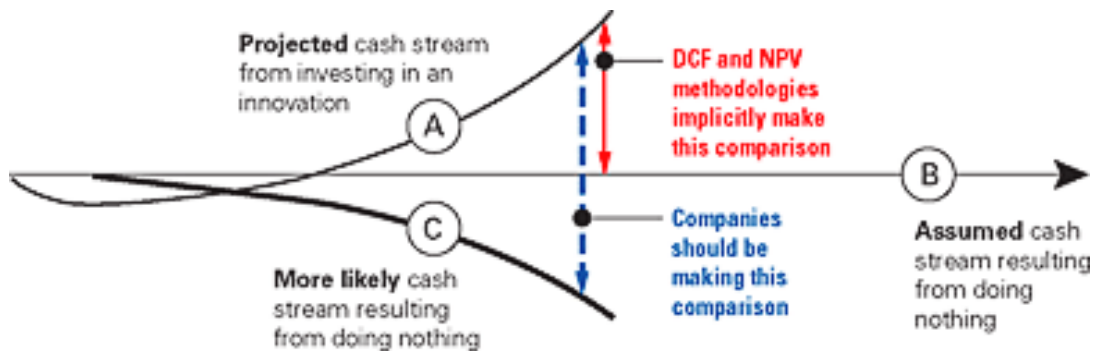 Projected cash stream
from investing in an
innovation
A
DCF and NPV
methodologies
implicitly make
this comparison
B
C
Companies
should be
making this
comparison
Assumed cash
stream resulting
from doing
nothing
More likely cash
stream resulting
from doing nothing